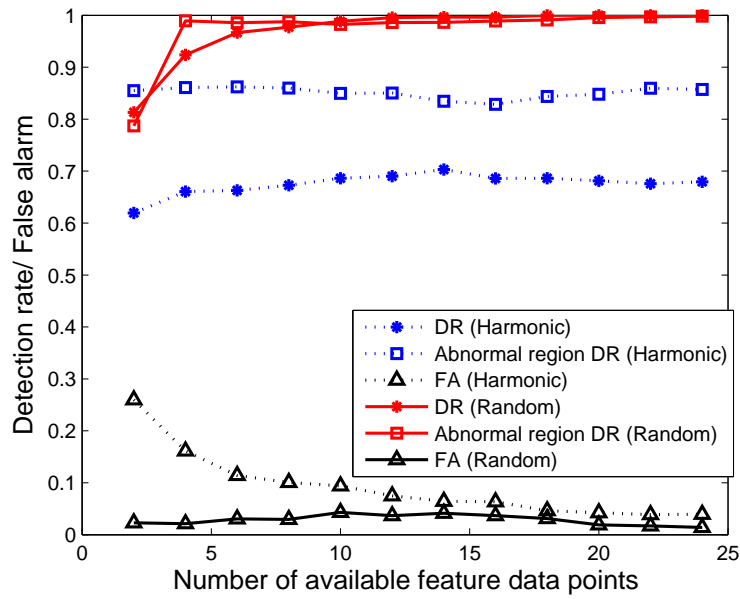 1
0.9
0.8
0.7
0.6
0.5
0.4
0.3
0.2
0.1
0
Detection rate/ False alarm
DR (Harmonic)
Abnormal region DR (Harmonic)
FA (Harmonic)
DR (Random)
Abnormal region DR (Random)
FA (Random)
0 5 10 15 20 25
Number of available feature data points